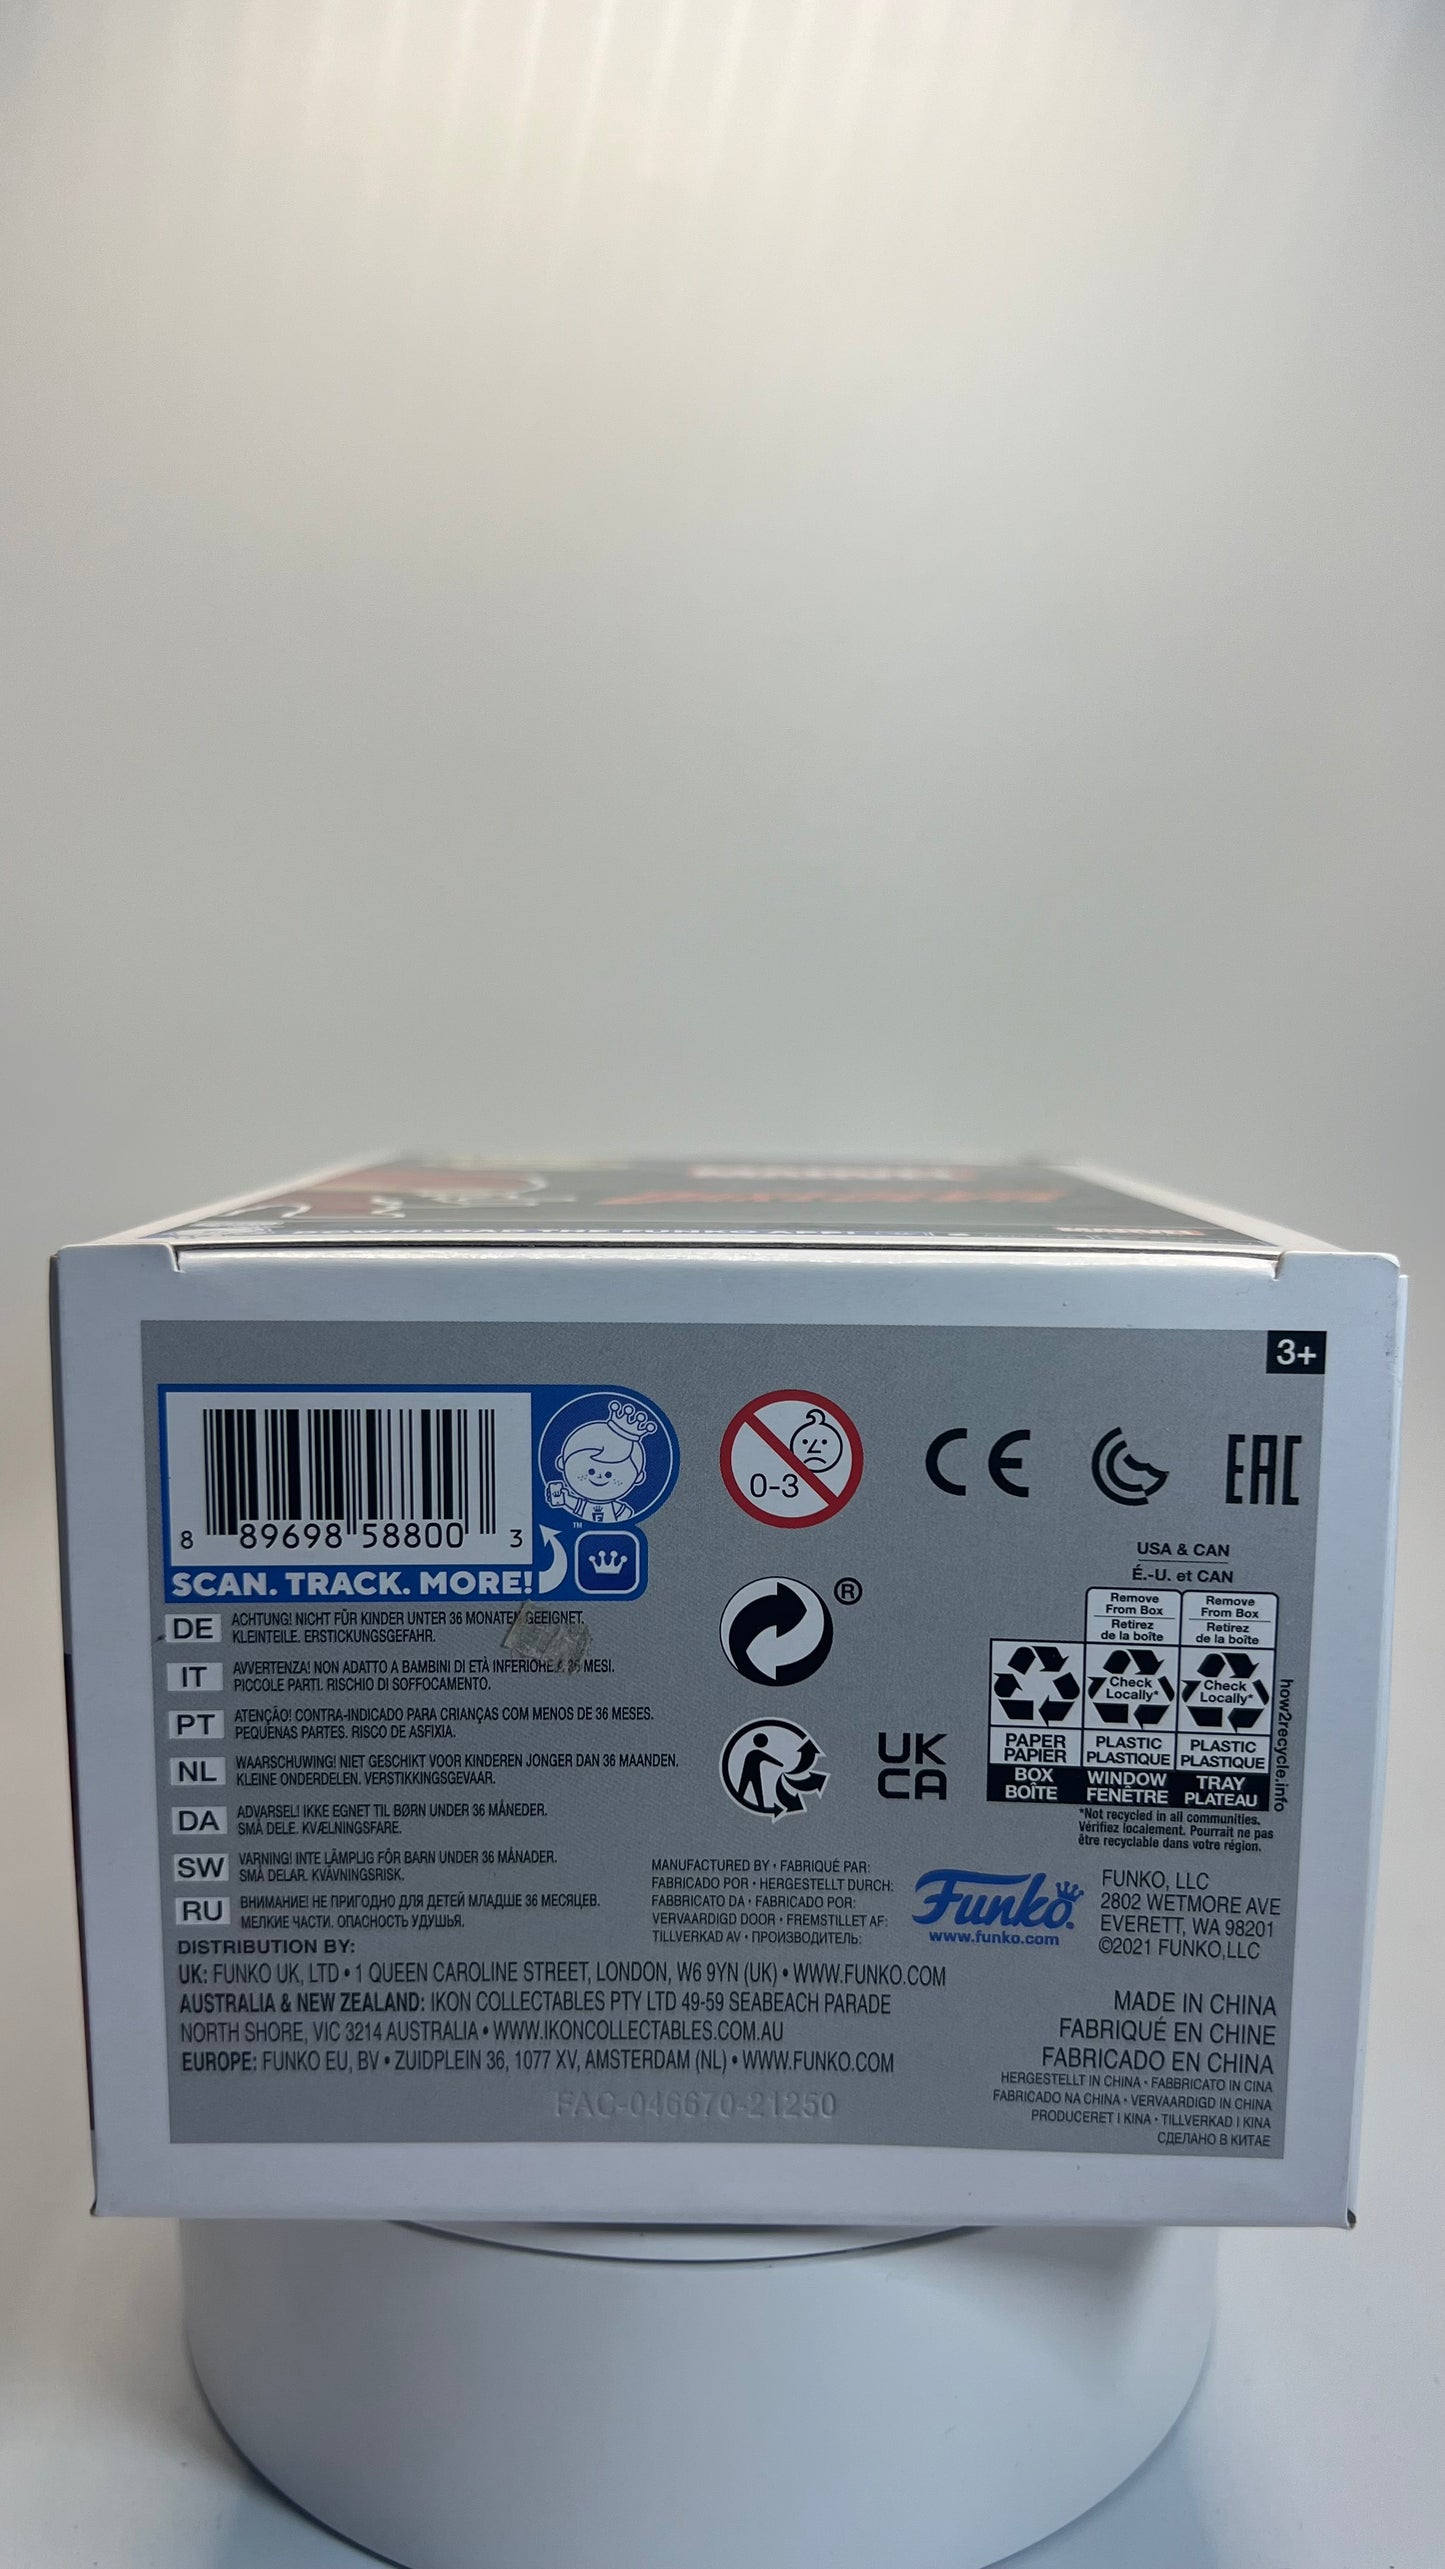 DOWNLOAD THE FUNKO APP!
3+
8 89698 58800 3
SCAN. TRACK. MORE!
™
0-3
CE
EAC
®
USA & CAN
É.-U. et CAN
Remove
From Box
Retirez
de la boîte
Remove
From Box
Retirez
de la boîte
Check
Locally*
Check
Locally*
PAPER
PAPIER
PLASTIC
PLASTIQUE
PLASTIC
PLASTIQUE
BOX
BOÎTE
WINDOW
FENÊTRE
TRAY
PLATEAU
how2recycle.info
*Not recycled in all communities.
Vérifiez localement. Pourrait ne pas
être recyclable dans votre région.
UK
CA
DE ACHTUNG! NICHT FÜR KINDER UNTER 36 MONATEN GEEIGNET.
KLEINTEILE. ERSTICKUNGSGEFAHR.
IT AVVERTENZA! NON ADATTO A BAMBINI DI ETÀ INFERIORE A 36 MESI.
PICCOLE PARTI. RISCHIO DI SOFFOCAMENTO.
PT ATENÇÃO! CONTRA-INDICADO PARA CRIANÇAS COM MENOS DE 36 MESES.
PEQUENAS PARTES. RISCO DE ASFIXIA.
NL WAARSCHUWING! NIET GESCHIKT VOOR KINDEREN JONGER DAN 36 MAANDEN.
KLEINE ONDERDELEN. VERSTIKKINGSGEVAAR.
DA ADVARSEL! IKKE EGNET TIL BØRN UNDER 36 MÅNEDER.
SMÅ DELE. KVÆLNINGSFARE.
SW VARNING! INTE LÄMPLIG FÖR BARN UNDER 36 MÅNADER.
SMÅ DELAR. KVÄVNINGSRISK.
RU ВНИМАНИЕ! НЕ ПРИГОДНО ДЛЯ ДЕТЕЙ МЛАДШЕ 36 МЕСЯЦЕВ.
МЕЛКИЕ ЧАСТИ. ОПАСНОСТЬ УДУШЬЯ.
MANUFACTURED BY • FABRIQUÉ PAR:
FABRICADO POR • HERGESTELLT DURCH:
FABBRICATO DA • FABRICADO POR:
VERVAARDIGD DOOR • FREMSTILLET AF:
TILLVERKAD AV • ПРОИЗВОДИТЕЛЬ:
Funko
www.funko.com
FUNKO, LLC
2802 WETMORE AVE
EVERETT, WA 98201
©2021 FUNKO,LLC
DISTRIBUTION BY:
UK: FUNKO UK, LTD • 1 QUEEN CAROLINE STREET, LONDON, W6 9YN (UK) • WWW.FUNKO.COM
AUSTRALIA & NEW ZEALAND: IKON COLLECTABLES PTY LTD 49-59 SEABEACH PARADE
NORTH SHORE, VIC 3214 AUSTRALIA • WWW.IKONCOLLECTABLES.COM.AU
EUROPE: FUNKO EU, BV • ZUIDPLEIN 36, 1077 XV, AMSTERDAM (NL) • WWW.FUNKO.COM
FAC-046670-21250
MADE IN CHINA
FABRIQUÉ EN CHINE
FABRICADO EN CHINA
HERGESTELLT IN CHINA • FABBRICATO IN CINA
FABRICADO NA CHINA • VERVAARDIGD IN CHINA
PRODUCERET I KINA • TILLVERKAD I KINA
СДЕЛАНО В КИТАЕ